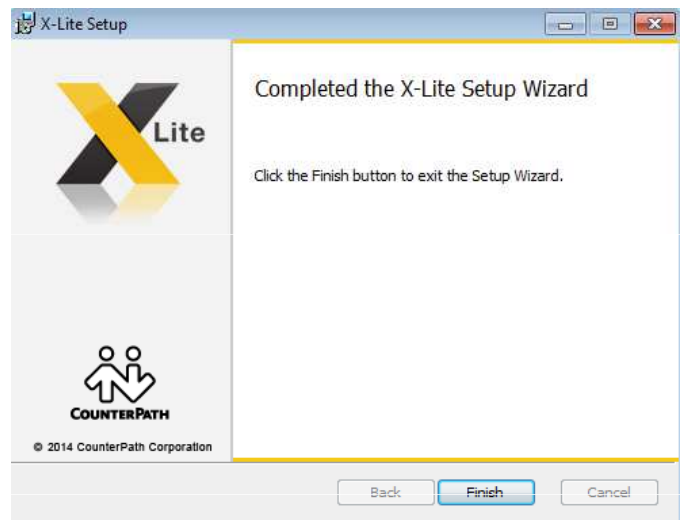 X-Lite Setup
Completed the X-Lite Setup Wizard
X Lite
Click the Finish button to exit the Setup Wizard.
COUNTERPATH
© 2014 CounterPath Corporation
Back Finish Cancel